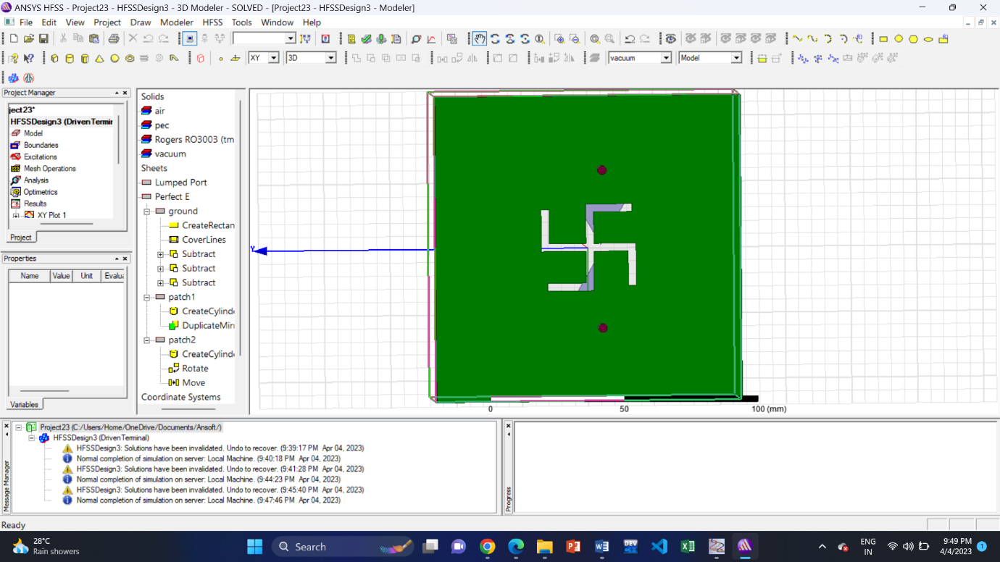 ANSYS HFSS - Project23 - HFSSDesign3 - 3D Modeler - SOLVED - [Project23 - HFSSDesign3 - Modeler]
File Edit View Project Draw Modeler HFSS Tools Window Help
XY 3D vacuum Model
Project Manager
ject23*
HFSSDesign3 (DrivenTermin
Model
Boundaries
Excitations
Mesh Operations
Analysis
Optimetrics
Results
XY Plot 1
Project
Properties
Name Value Unit Evalua
Variables
Solids
air
pec
Rogers RO3003 (tm
vacuum
Sheets
Lumped Port
Perfect E
ground
CreateRectan
CoverLines
Subtract
Subtract
Subtract
patch1
CreateCylinde
DuplicateMirr
patch2
CreateCylinde
Rotate
Move
Coordinate Systems
Y
0 50 100 (mm)
Message Manager
Project23 (C:/Users/Home/OneDrive/Documents/Ansoft/)
HFSSDesign3 (DrivenTerminal)
HFSSDesign3: Solutions have been invalidated. Undo to recover. (9:39:17 PM Apr 04, 2023)
Normal completion of simulation on server: Local Machine. (9:40:18 PM Apr 04, 2023)
HFSSDesign3: Solutions have been invalidated. Undo to recover. (9:41:28 PM Apr 04, 2023)
Normal completion of simulation on server: Local Machine. (9:44:23 PM Apr 04, 2023)
HFSSDesign3: Solutions have been invalidated. Undo to recover. (9:45:40 PM Apr 04, 2023)
Normal completion of simulation on server: Local Machine. (9:47:46 PM Apr 04, 2023)
Progress
Ready
28°C
Rain showers
Search
DEV
ENG
IN
9:49 PM
4/4/2023
1